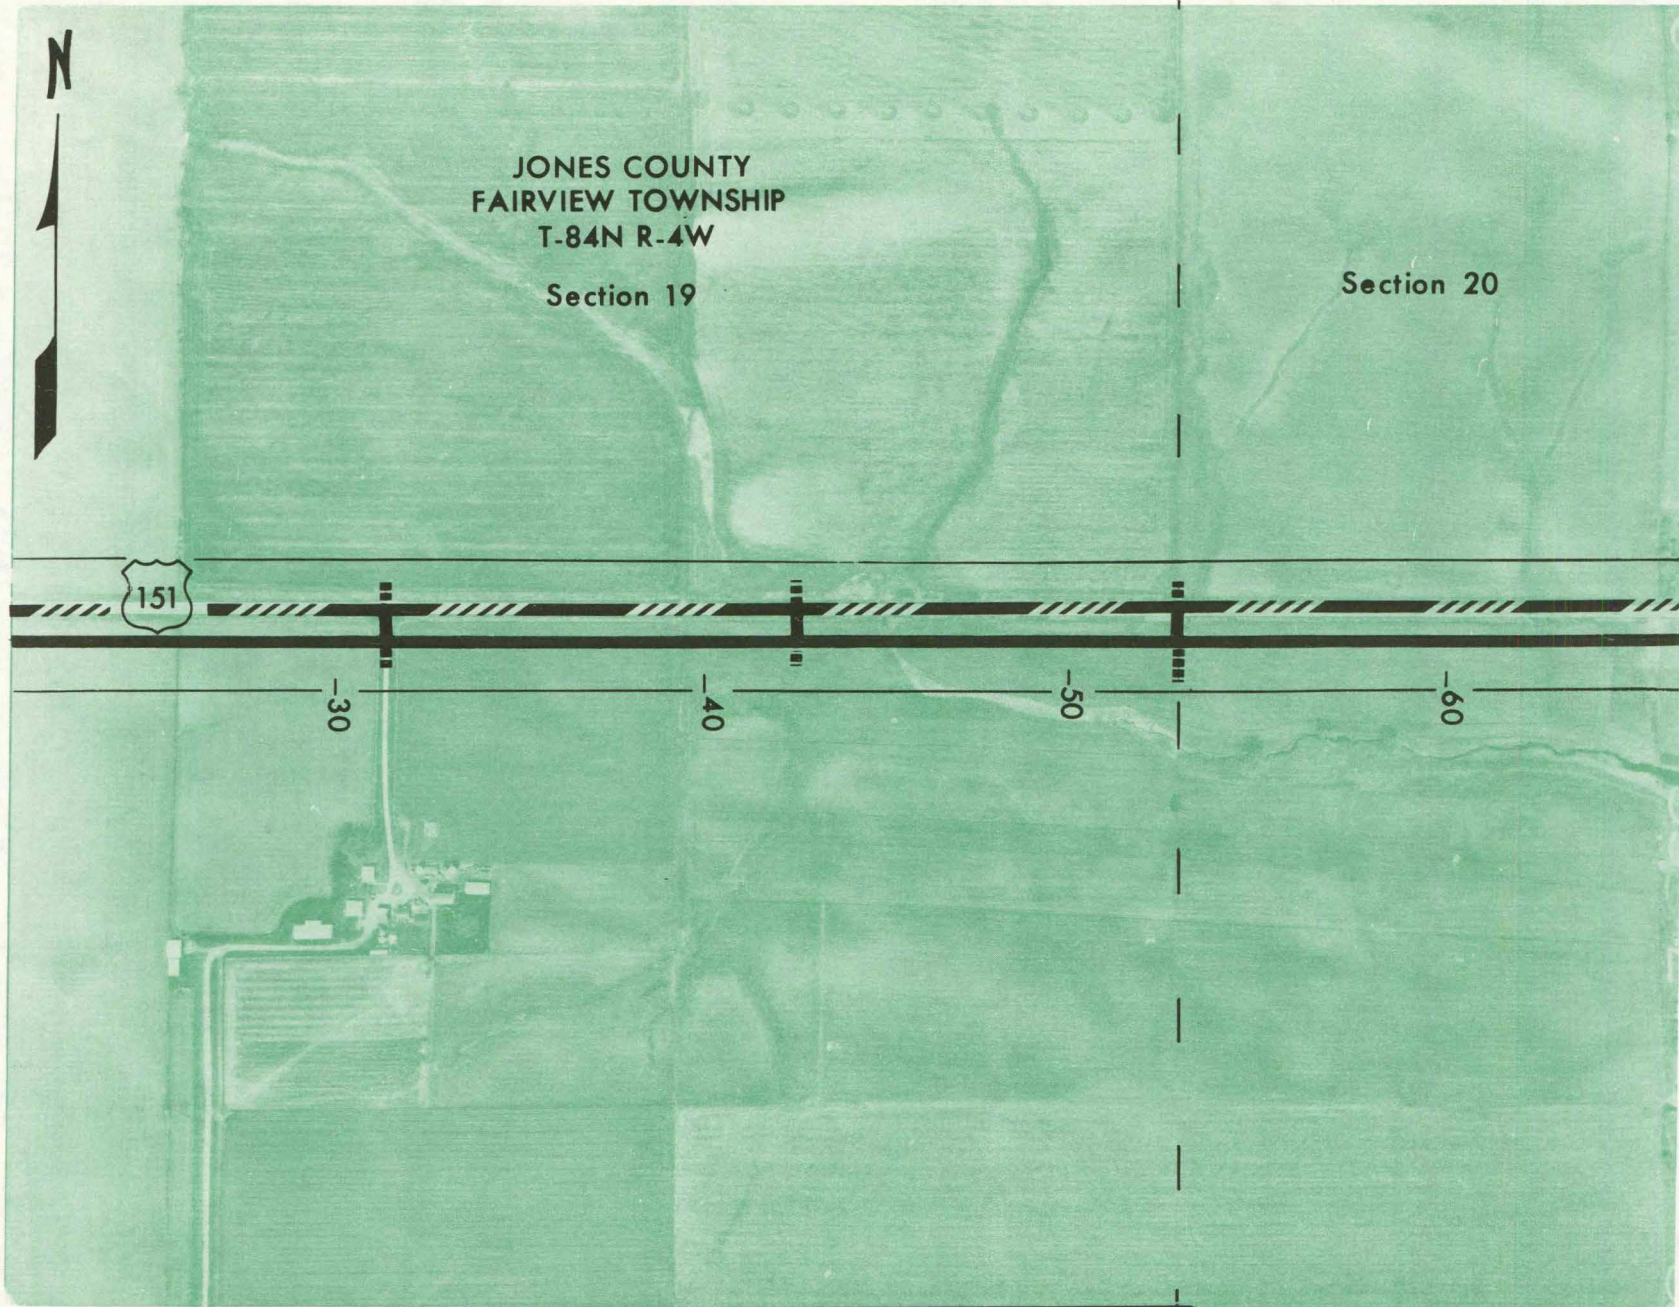 N
JONES COUNTY
FAIRVIEW TOWNSHIP
T-84N R-4W
Section 19
Section 20
151
-30
-40
-50
-60